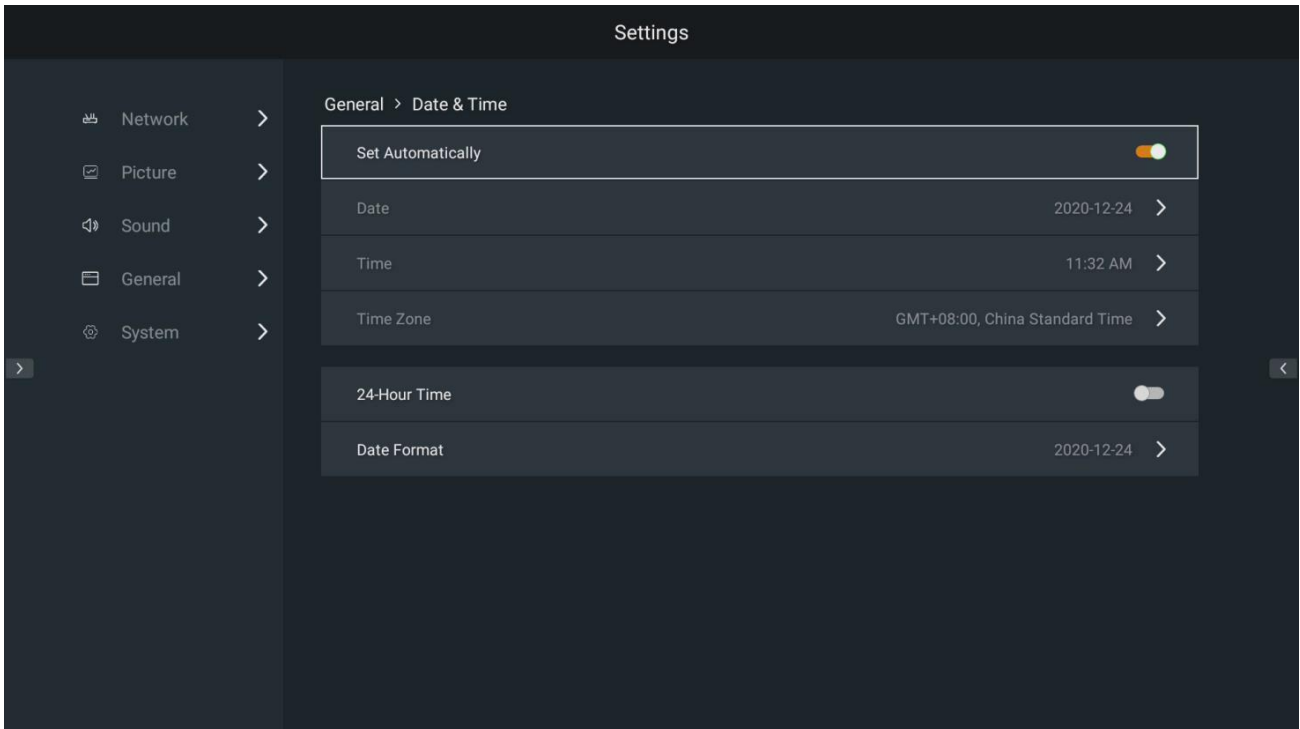 Settings
Network
Picture
Sound
General
System
General > Date & Time
Set Automatically
Date 2020-12-24
Time 11:32 AM
Time Zone GMT+08:00, China Standard Time
24-Hour Time
Date Format 2020-12-24